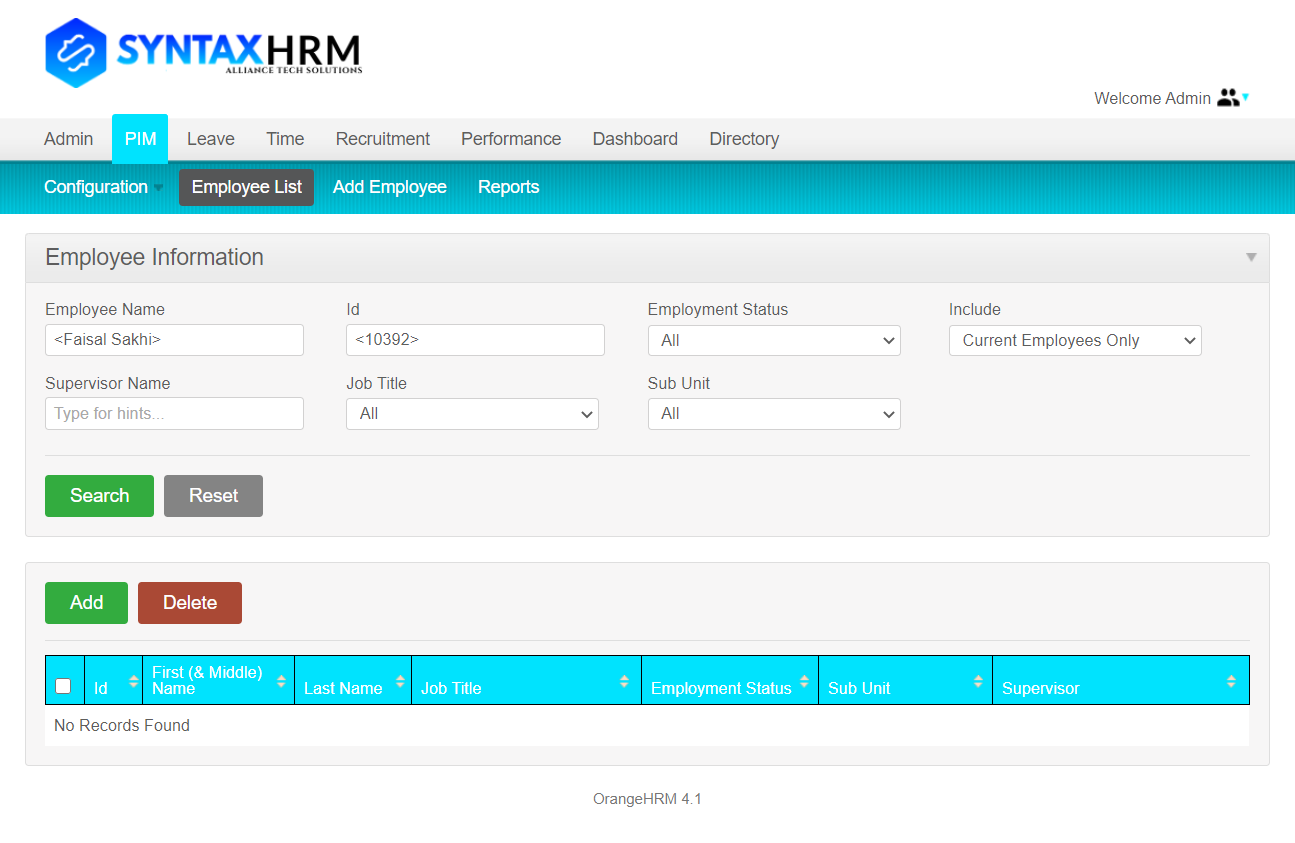 SYNTAXHRM
ALLIANCE TECH SOLUTIONS
Welcome Admin
Admin PIM Leave Time Recruitment Performance Dashboard Directory
Configuration Employee List Add Employee Reports
Employee Information
Employee Name Id Employment Status Include
<Faisal Sakhi> <10392> All Current Employees Only
Supervisor Name Job Title Sub Unit
Type for hints... All All
Search Reset
Add Delete
Id First (& Middle) Name Last Name Job Title Employment Status Sub Unit Supervisor
No Records Found
OrangeHRM 4.1